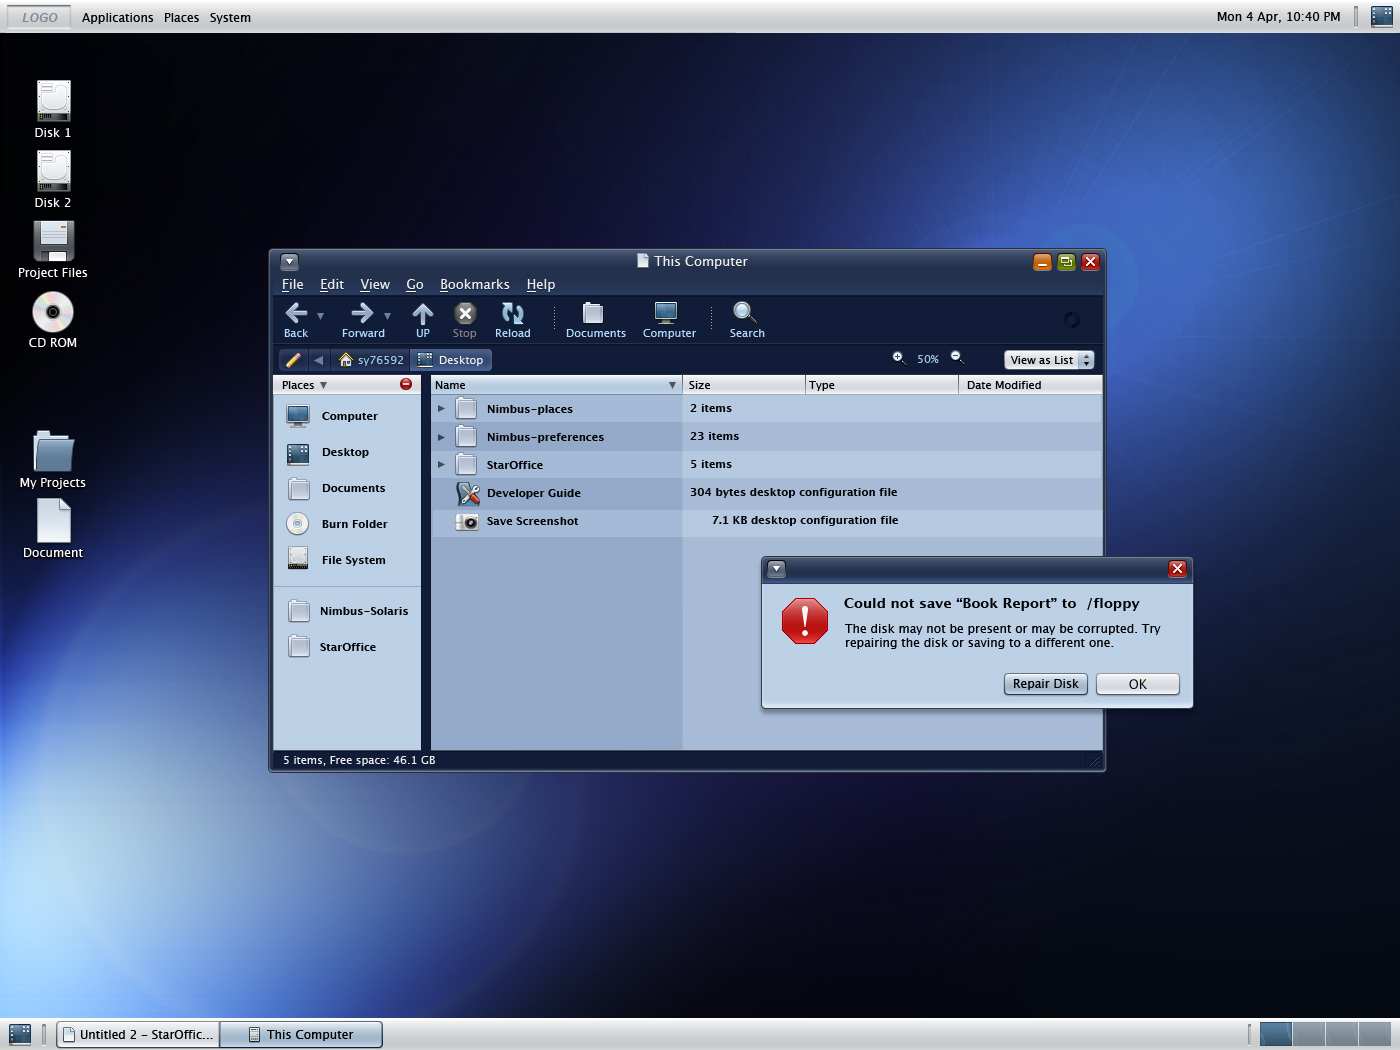 LOGO Applications Places System Mon 4 Apr, 10:40 PM
Disk 1
Disk 2
Project Files
CD ROM
My Projects
Document
This Computer
File Edit View Go Bookmarks Help
Back Forward UP Stop Reload Documents Computer Search
sy76592 Desktop 50% View as List
Places Name Size Type Date Modified
Computer
Desktop
Documents
Burn Folder
File System
Nimbus-Solaris
StarOffice
Nimbus-places 2 items
Nimbus-preferences 23 items
StarOffice 5 items
Developer Guide 304 bytes desktop configuration file
Save Screenshot 7.1 KB desktop configuration file
Could not save “Book Report” to /floppy
The disk may not be present or may be corrupted. Try
repairing the disk or saving to a different one.
Repair Disk OK
5 items, Free space: 46.1 GB
Untitled 2 – StarOffic... This Computer